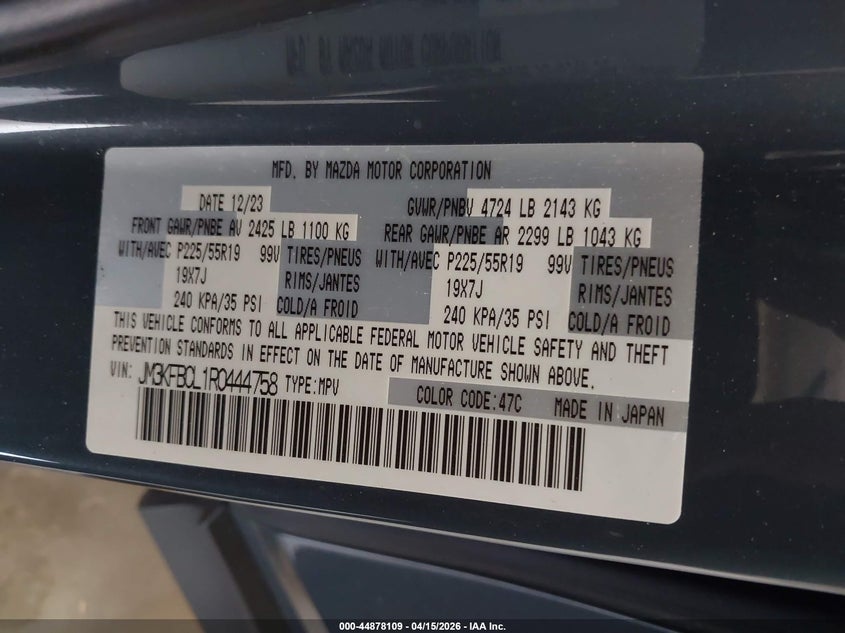 MFD. BY MAZDA MOTOR CORPORATION
DATE 12/23 GVWR/PNBV 4724 LB 2143 KG
FRONT GAWR/PNBE AV 2425 LB 1100 KG REAR GAWR/PNBE AR 2299 LB 1043 KG
WITH/AVEC P225/55R19 99V TIRES/PNEUS WITH/AVEC P225/55R19 99V TIRES/PNEUS
19X7J RIMS/JANTES 19X7J RIMS/JANTES
240 KPA/35 PSI COLD/A FROID 240 KPA/35 PSI COLD/A FROID
THIS VEHICLE CONFORMS TO ALL APPLICABLE FEDERAL MOTOR VEHICLE SAFETY AND THEFT
PREVENTION STANDARDS IN EFFECT ON THE DATE OF MANUFACTURE SHOWN ABOVE.
VIN: JM3KFBCL1R0444758 TYPE:MPV
COLOR CODE:47C MADE IN JAPAN
000-44878109 - 04/15/2026 - IAA Inc.